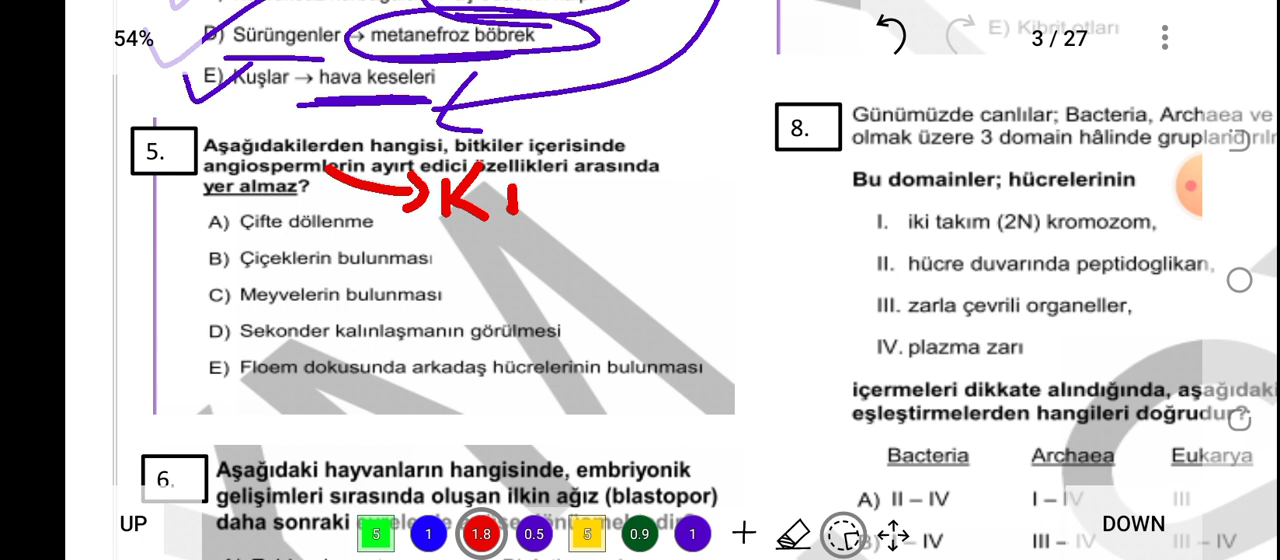 54%
D) Sürüngenler → metanefroz böbrek
E) Kuşlar → hava keseleri
5.
Aşağıdakilerden hangisi, bitkiler içerisinde
angiospermlerin ayırt edici özellikleri arasında
yer almaz?
K
A) Çifte döllenme
B) Çiçeklerin bulunması
C) Meyvelerin bulunması
D) Sekonder kalınlaşmanın görülmesi
E) Floem dokusunda arkadaş hücrelerinin bulunması
6.
Aşağıdaki hayvanların hangisinde, embriyonik
gelişimleri sırasında oluşan ilkin ağız (blastopor)
daha sonraki
UP
5 1 1.8 0.5 5 0.9 1
E) Kibrit otları
3 / 27
8.
Günümüzde canlılar; Bacteria, Archaea ve
olmak üzere 3 domain hâlinde
Bu domainler; hücrelerinin
I. iki takım (2N) kromozom,
II. hücre duvarında peptidoglikan,
III. zarla çevrili organeller,
IV. plazma zarı
içermeleri dikkate alındığında,
eşleştirmelerden hangileri doğrudur?
Bacteria Archaea Eukarya
A) II – IV I – IV III
– IV III – IV III – IV
DOWN